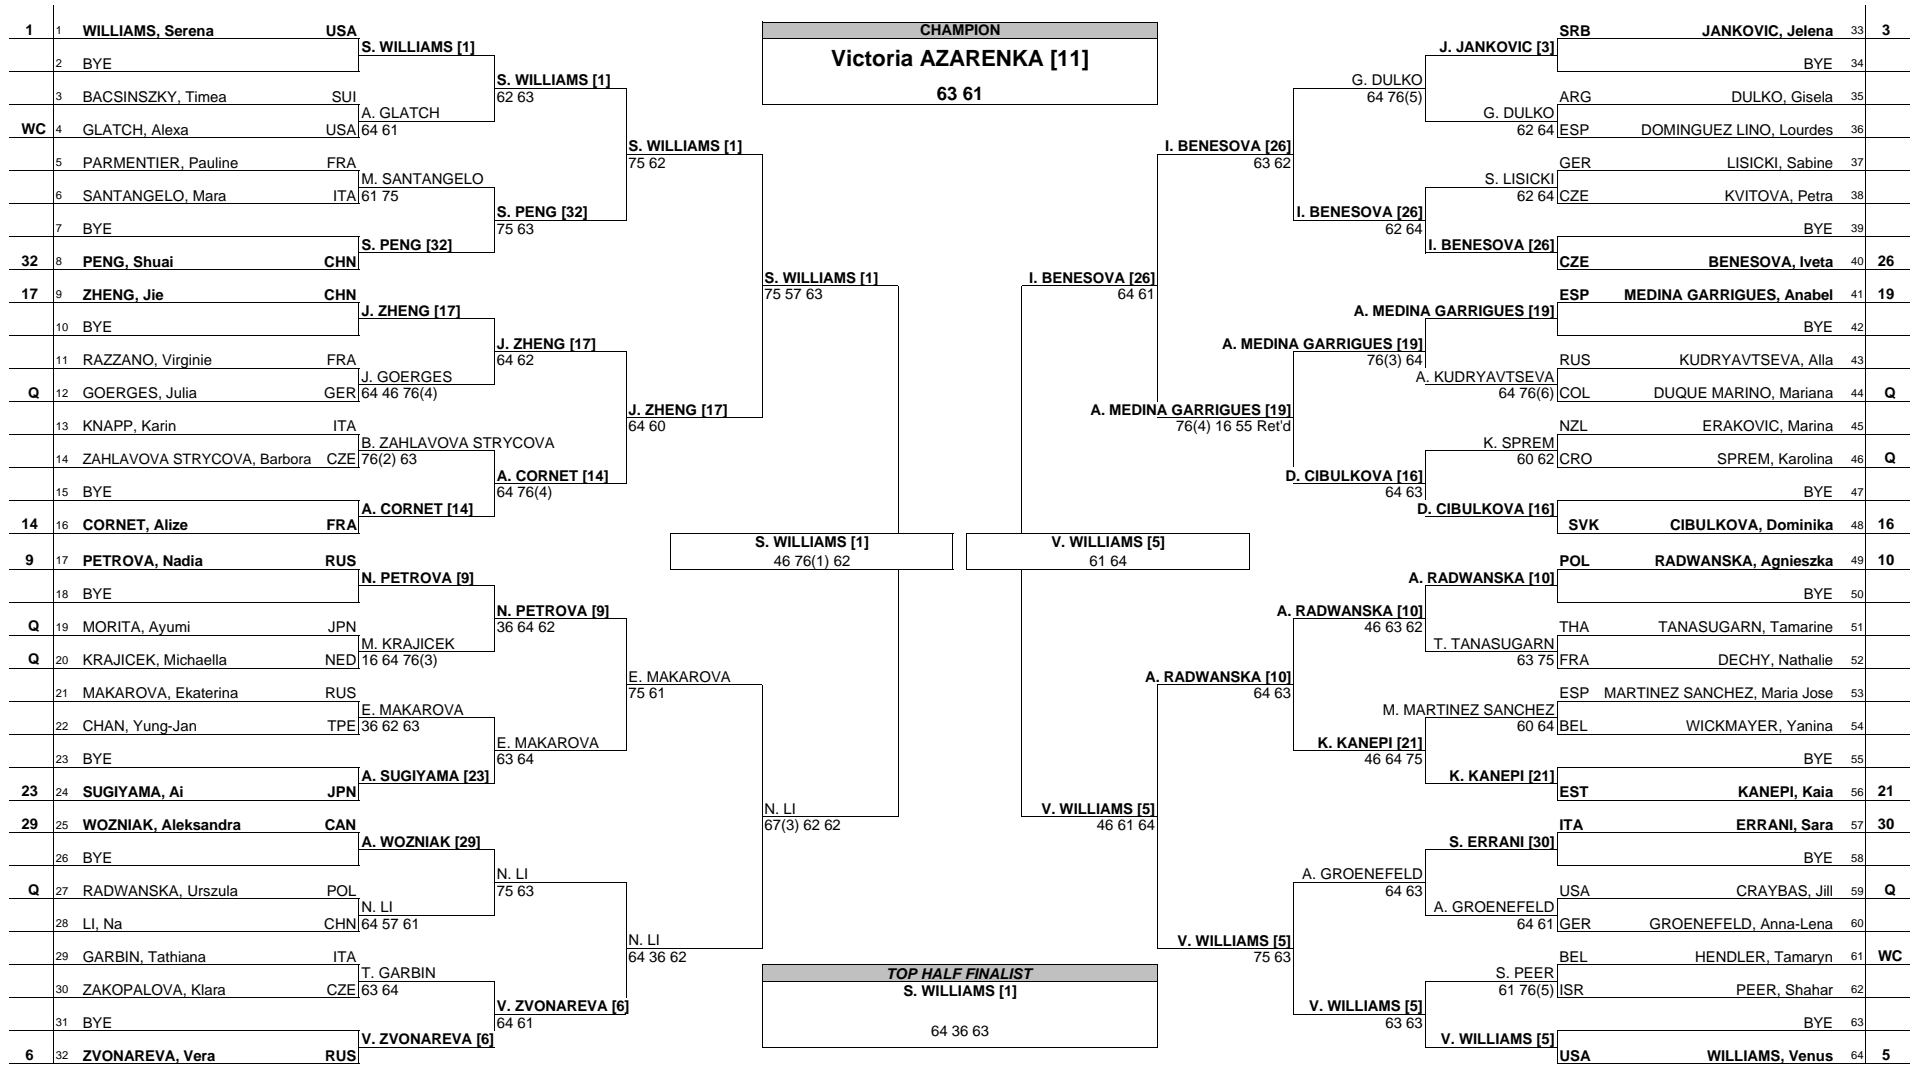 1 1 WILLIAMS, Serena USA
2 BYE
3 BACSINSZKY, Timea SUI
WC 4 GLATCH, Alexa USA
5 PARMENTIER, Pauline FRA
6 SANTANGELO, Mara ITA
7 BYE
32 8 PENG, Shuai CHN
17 9 ZHENG, Jie CHN
10 BYE
11 RAZZANO, Virginie FRA
Q 12 GOERGES, Julia GER
13 KNAPP, Karin ITA
14 ZAHLAVOVA STRYCOVA, Barbora CZE
15 BYE
14 16 CORNET, Alize FRA
9 17 PETROVA, Nadia RUS
18 BYE
Q 19 MORITA, Ayumi JPN
Q 20 KRAJICEK, Michaella NED
21 MAKAROVA, Ekaterina RUS
22 CHAN, Yung-Jan TPE
23 BYE
23 24 SUGIYAMA, Ai JPN
29 25 WOZNIAK, Aleksandra CAN
26 BYE
Q 27 RADWANSKA, Urszula POL
28 LI, Na CHN
29 GARBIN, Tathiana ITA
30 ZAKOPALOVA, Klara CZE
31 BYE
6 32 ZVONAREVA, Vera RUS
S. WILLIAMS [1]
A. GLATCH
64 61
M. SANTANGELO
61 75
S. PENG [32]
J. ZHENG [17]
J. GOERGES
64 46 76(4)
B. ZAHLAVOVA STRYCOVA
76(2) 63
A. CORNET [14]
N. PETROVA [9]
M. KRAJICEK
16 64 76(3)
E. MAKAROVA
36 62 63
A. SUGIYAMA [23]
A. WOZNIAK [29]
N. LI
64 57 61
T. GARBIN
63 64
V. ZVONAREVA [6]
S. WILLIAMS [1]
62 63
S. PENG [32]
75 63
J. ZHENG [17]
64 62
A. CORNET [14]
64 76(4)
N. PETROVA [9]
36 64 62
E. MAKAROVA
63 64
N. LI
75 63
V. ZVONAREVA [6]
64 61
S. WILLIAMS [1]
75 62
J. ZHENG [17]
64 60
E. MAKAROVA
75 61
N. LI
64 36 62
S. WILLIAMS [1]
75 57 63
N. LI
67(3) 62 62
S. WILLIAMS [1]
46 76(1) 62
CHAMPION
Victoria AZARENKA [11]
63 61
TOP HALF FINALIST
S. WILLIAMS [1]
64 36 63
V. WILLIAMS [5]
61 64
I. BENESOVA [26]
64 61
V. WILLIAMS [5]
46 61 64
I. BENESOVA [26]
63 62
A. MEDINA GARRIGUES [19]
76(4) 16 55 Ret'd
A. RADWANSKA [10]
64 63
V. WILLIAMS [5]
75 63
G. DULKO
64 76(5)
I. BENESOVA [26]
62 64
A. MEDINA GARRIGUES [19]
76(3) 64
D. CIBULKOVA [16]
64 63
A. RADWANSKA [10]
46 63 62
K. KANEPI [21]
46 64 75
A. GROENEFELD
64 63
V. WILLIAMS [5]
63 63
J. JANKOVIC [3]
G. DULKO
62 64
S. LISICKI
62 64
I. BENESOVA [26]
A. MEDINA GARRIGUES [19]
A. KUDRYAVTSEVA
64 76(6)
K. SPREM
60 62
D. CIBULKOVA [16]
A. RADWANSKA [10]
T. TANASUGARN
63 75
M. MARTINEZ SANCHEZ
60 64
K. KANEPI [21]
S. ERRANI [30]
A. GROENEFELD
64 61
S. PEER
61 76(5)
V. WILLIAMS [5]
SRB JANKOVIC, Jelena 33 3
BYE 34
ARG DULKO, Gisela 35
ESP DOMINGUEZ LINO, Lourdes 36
GER LISICKI, Sabine 37
CZE KVITOVA, Petra 38
BYE 39
CZE BENESOVA, Iveta 40 26
ESP MEDINA GARRIGUES, Anabel 41 19
BYE 42
RUS KUDRYAVTSEVA, Alla 43
COL DUQUE MARINO, Mariana 44 Q
NZL ERAKOVIC, Marina 45
CRO SPREM, Karolina 46 Q
BYE 47
SVK CIBULKOVA, Dominika 48 16
POL RADWANSKA, Agnieszka 49 10
BYE 50
THA TANASUGARN, Tamarine 51
FRA DECHY, Nathalie 52
ESP MARTINEZ SANCHEZ, Maria Jose 53
BEL WICKMAYER, Yanina 54
BYE 55
EST KANEPI, Kaia 56 21
ITA ERRANI, Sara 57 30
BYE 58
USA CRAYBAS, Jill 59 Q
GER GROENEFELD, Anna-Lena 60
BEL HENDLER, Tamaryn 61 WC
ISR PEER, Shahar 62
BYE 63
USA WILLIAMS, Venus 64 5